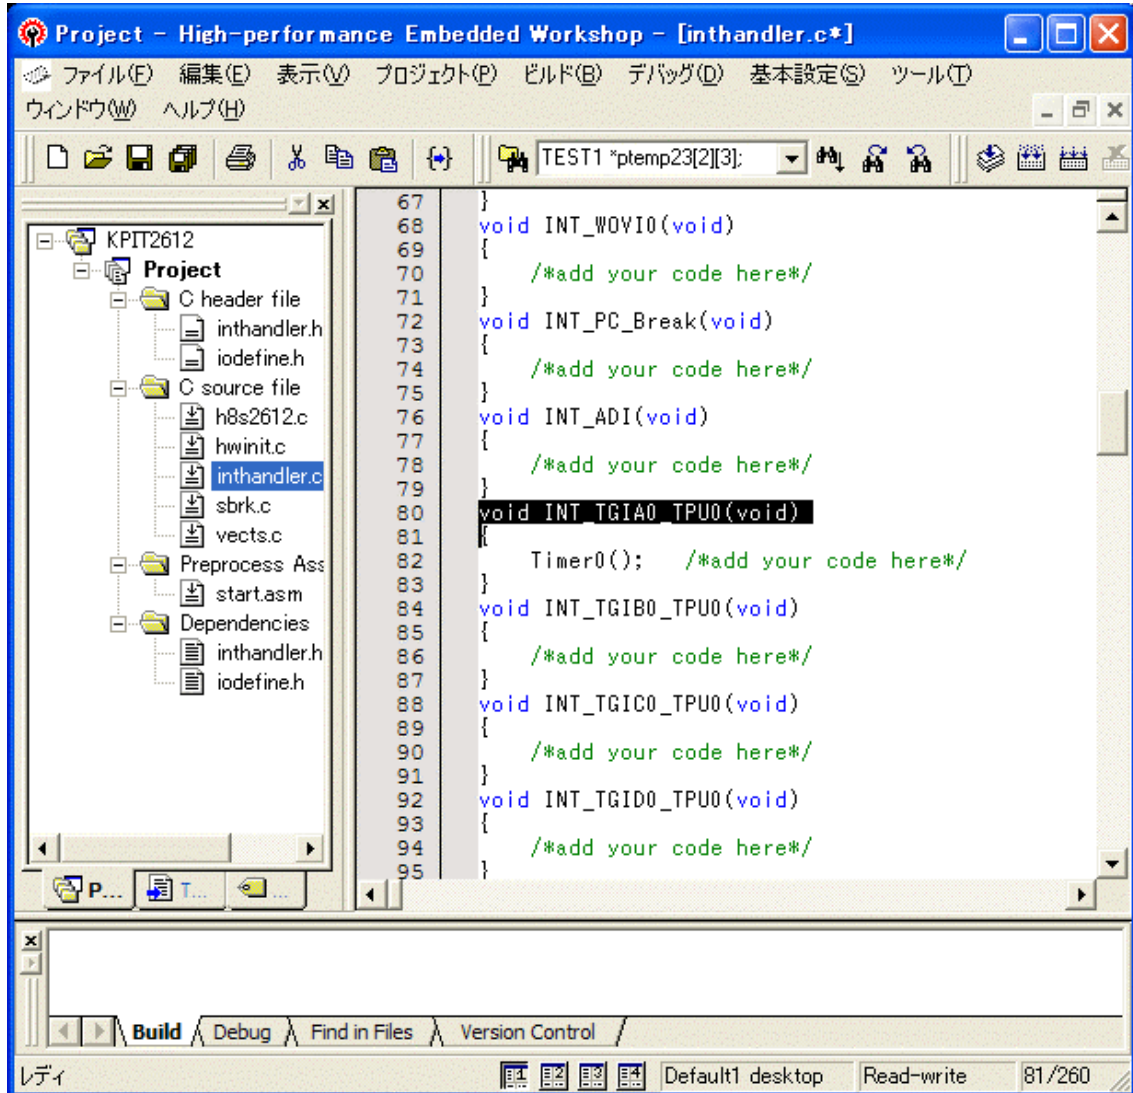 Project - High-performance Embedded Workshop - [inthandler.c*]
ファイル(F) 編集(E) 表示(V) プロジェクト(P) ビルド(B) デバッグ(D) 基本設定(S) ツール(T)
ウィンドウ(W) ヘルプ(H)
TEST1 *ptemp23[2][3];
KPIT2612
Project
C header file
inthandler.h
iodefine.h
C source file
h8s2612.c
hwinit.c
inthandler.c
sbrk.c
vects.c
Preprocess Ass
start.asm
Dependencies
inthandler.h
iodefine.h
P... T... ...
67 }
68 void INT_WOVI0(void)
69 {
70 /*add your code here*/
71 }
72 void INT_PC_Break(void)
73 {
74 /*add your code here*/
75 }
76 void INT_ADI(void)
77 {
78 /*add your code here*/
79 }
80 void INT_TGIA0_TPU0(void)
81 {
82 Timer0(); /*add your code here*/
83 }
84 void INT_TGIB0_TPU0(void)
85 {
86 /*add your code here*/
87 }
88 void INT_TGIC0_TPU0(void)
89 {
90 /*add your code here*/
91 }
92 void INT_TGID0_TPU0(void)
93 {
94 /*add your code here*/
95 }
Build Debug Find in Files Version Control
レディ 1 2 3 4 Default1 desktop Read-write 81/260